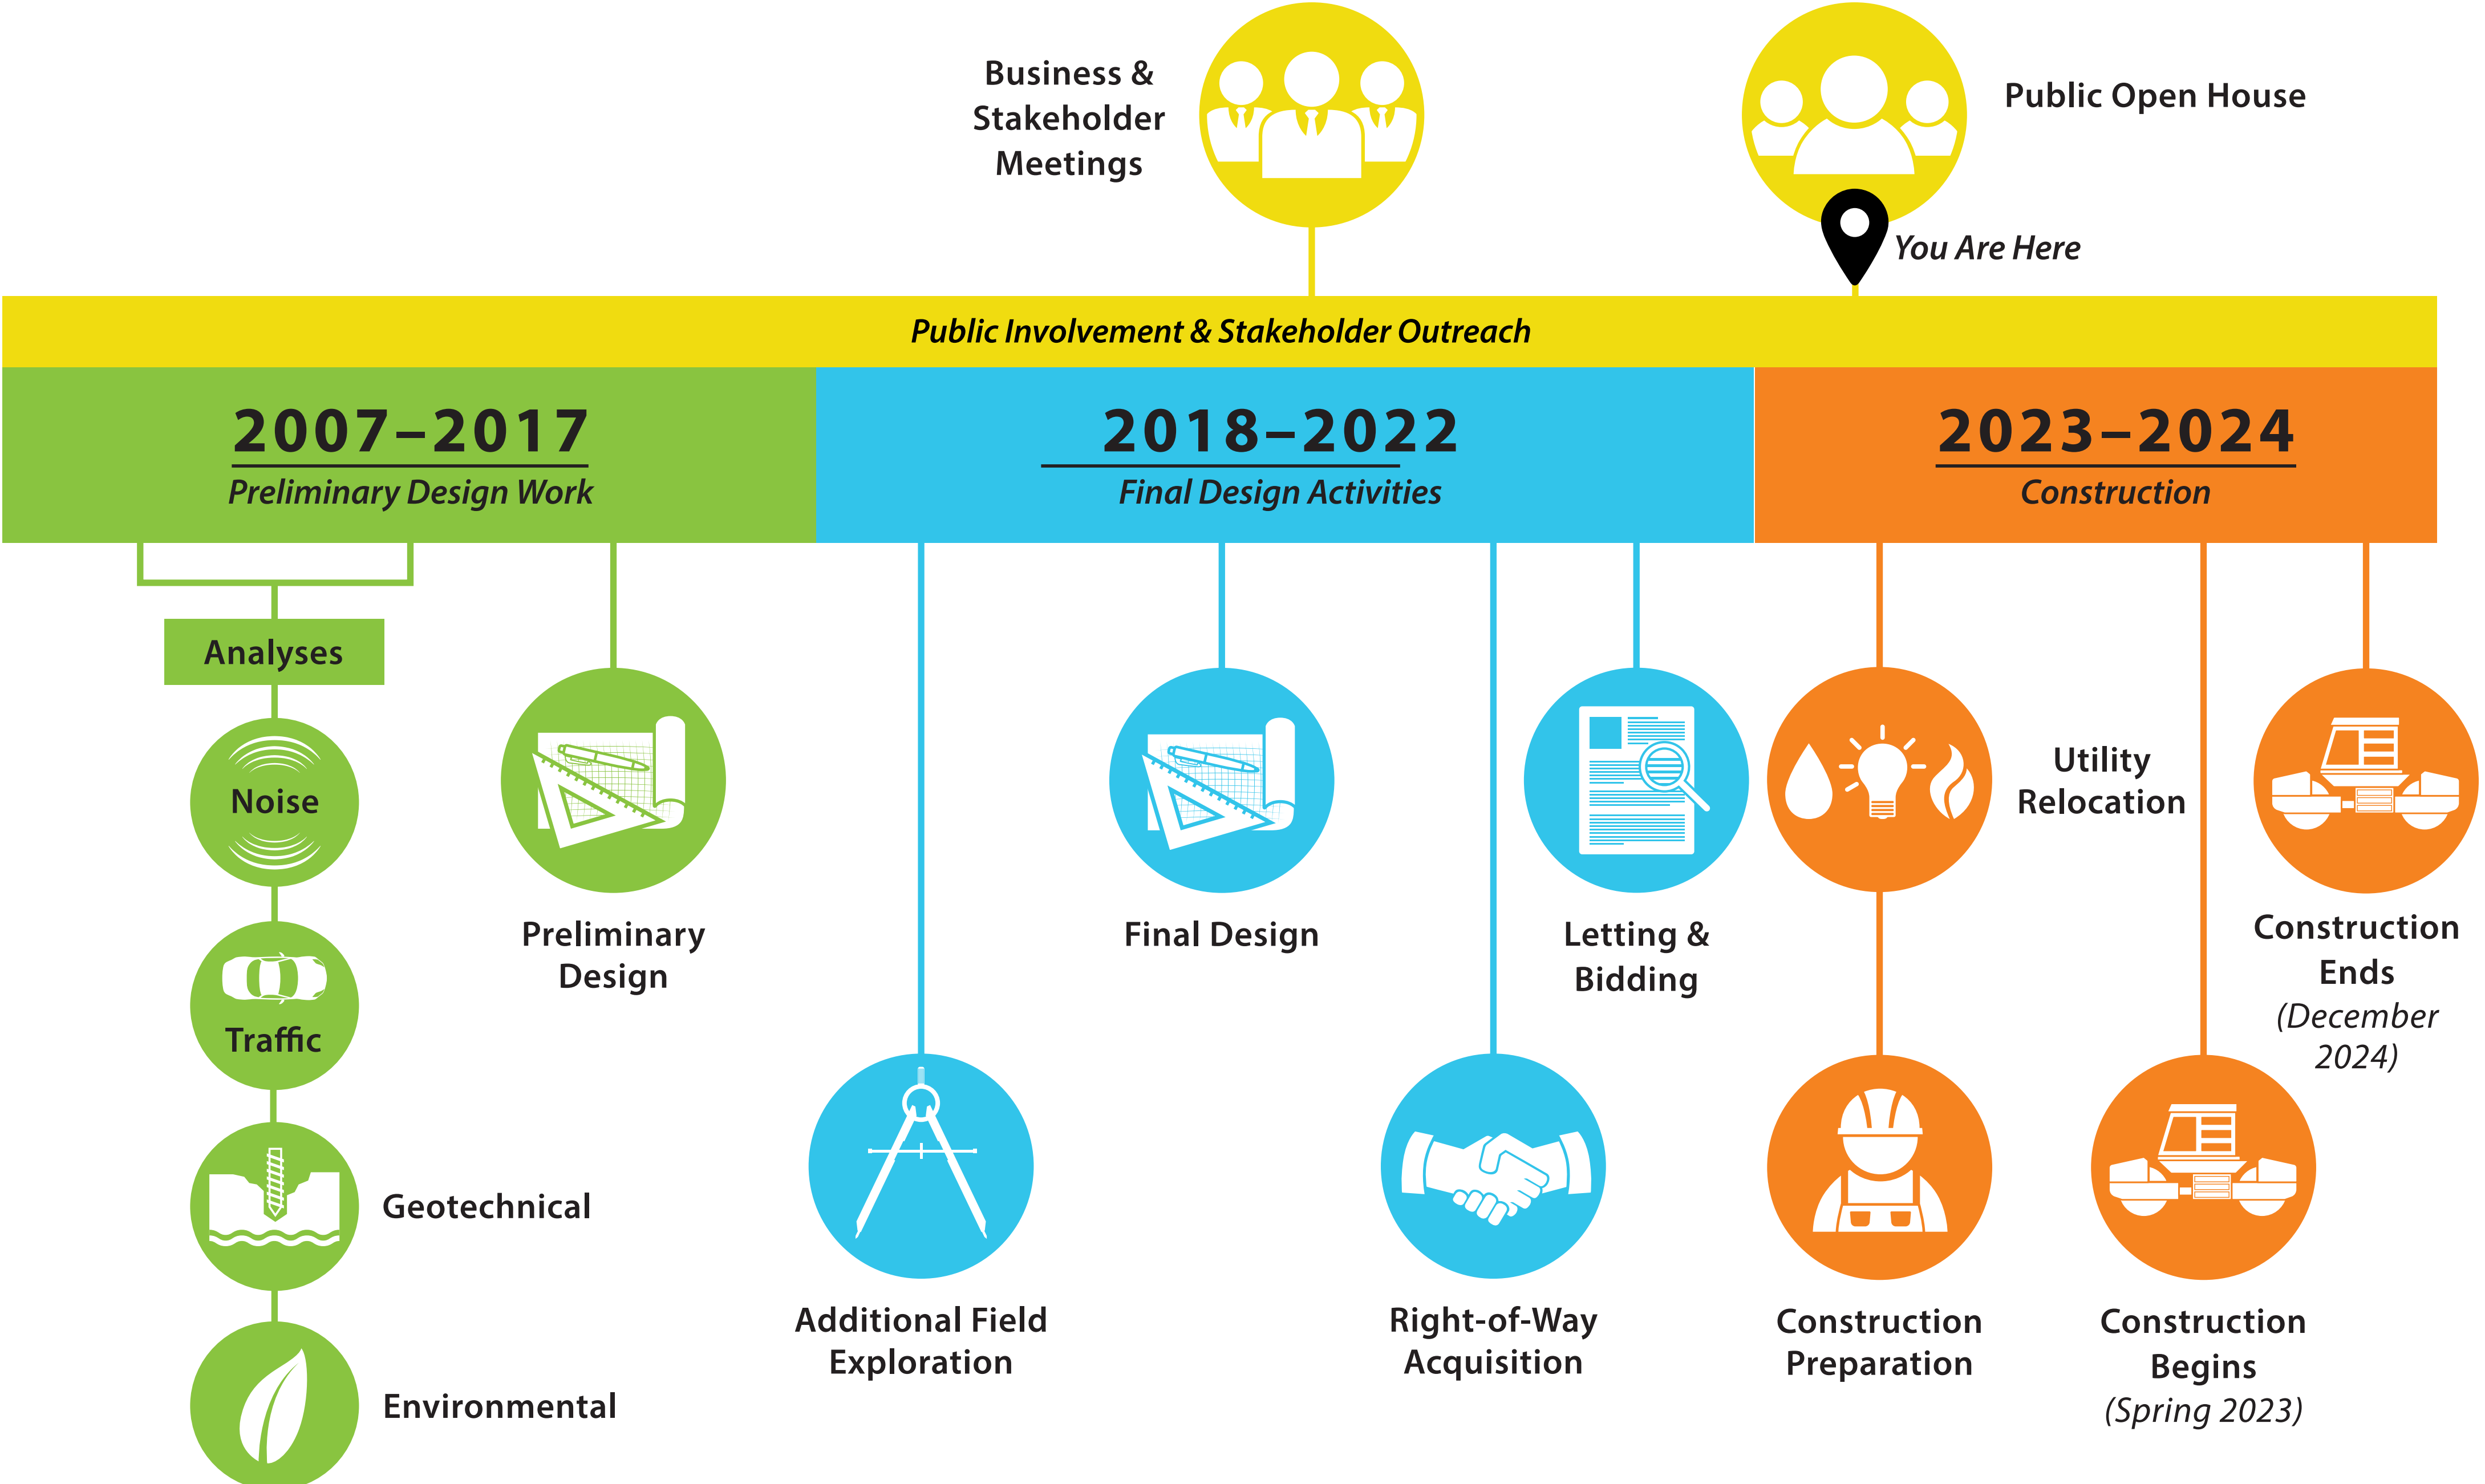 Business &
Stakeholder
Meetings
Public Open House
You Are Here
Public Involvement & Stakeholder Outreach
2007–2017
Preliminary Design Work
2018–2022
Final Design Activities
2023–2024
Construction
Analyses
Noise
Traffic
Geotechnical
Environmental
Preliminary
Design
Additional Field
Exploration
Final Design
Right-of-Way
Acquisition
Letting &
Bidding
Utility
Relocation
Construction
Preparation
Construction
Begins
(Spring 2023)
Construction
Ends
(December
2024)